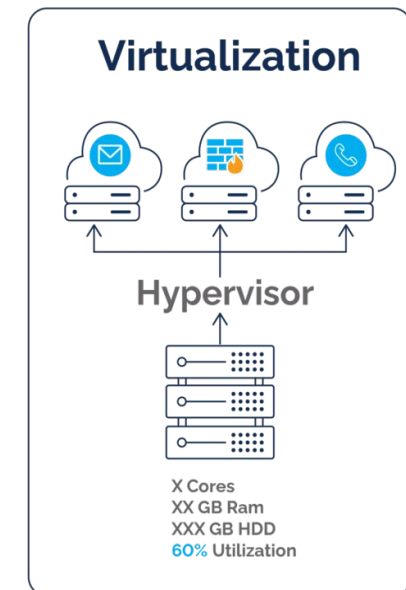 Virtualization
Hypervisor
X Cores
XX GB Ram
XXX GB HDD
60% Utilization